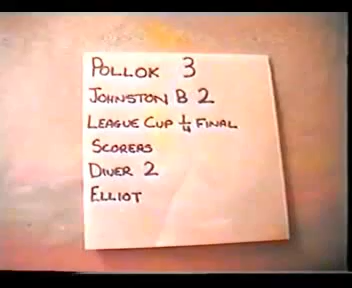 POLLOK 3
JOHNSTON B 2
LEAGUE CUP ¼ FINAL
SCORERS
DIVER 2
ELLIOT